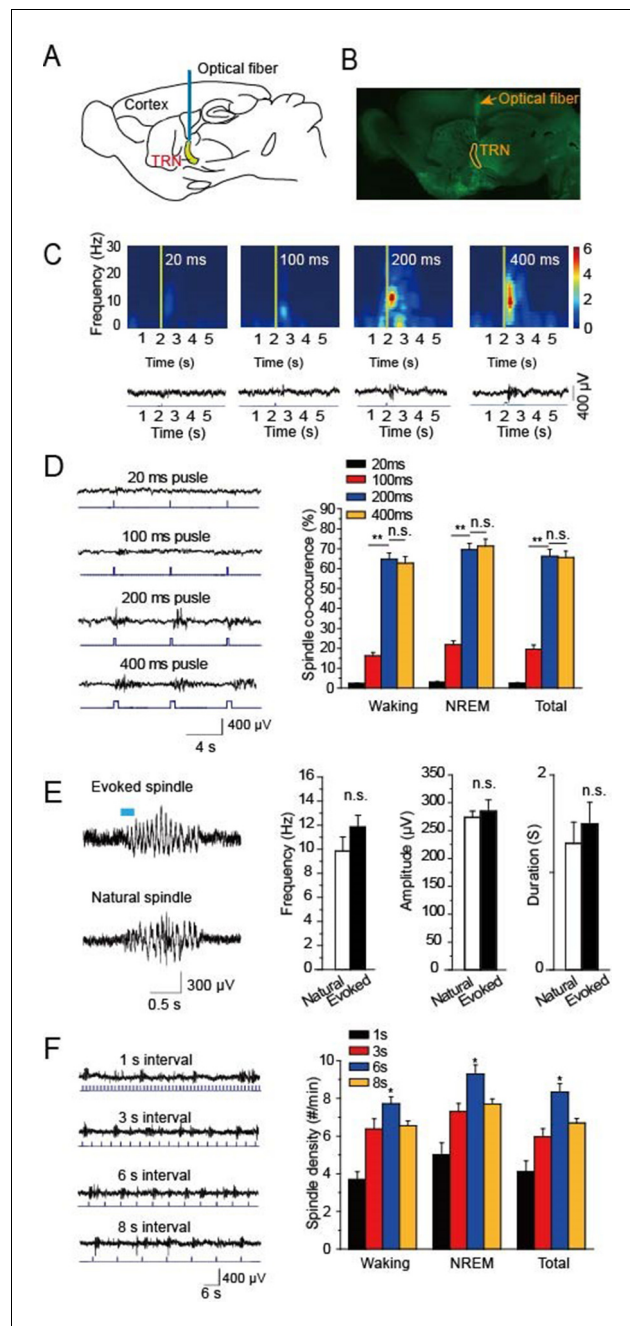 A
Optical fiber
Cortex
TRN
B
Optical fiber
TRN
C
Frequency (Hz)
30
20
10
0
20 ms
100 ms
200 ms
400 ms
6
4
2
0
1 2 3 4 5
1 2 3 4 5
1 2 3 4 5
1 2 3 4 5
Time (s)
Time (s)
Time (s)
Time (s)
400 µV
1 2 3 4 5
1 2 3 4 5
1 2 3 4 5
1 2 3 4 5
Time (s)
Time (s)
Time (s)
Time (s)
D
20 ms pusle
100 ms pusle
200 ms pusle
400 ms pusle
400 µV
4 s
20ms
100ms
200ms
400ms
Spindle co-occurence (%)
90
80
70
60
50
40
30
20
10
0
** n.s.
** n.s.
** n.s.
Waking
NREM
Total
E
Evoked spindle
Natural spindle
300 µV
0.5 s
Frequency (Hz)
16
14
12
10
8
6
4
2
0
n.s.
Natural
Evoked
Amplitude (µV)
350
300
250
200
150
100
50
0
n.s.
Natural
Evoked
Duration (S)
2
1
0
n.s.
Natural
Evoked
F
1 s interval
3 s interval
6 s interval
8 s interval
400 µV
6 s
1s
3s
6s
8s
Spindle density (#/min)
10
8
6
4
2
0
*
*
*
Waking
NREM
Total